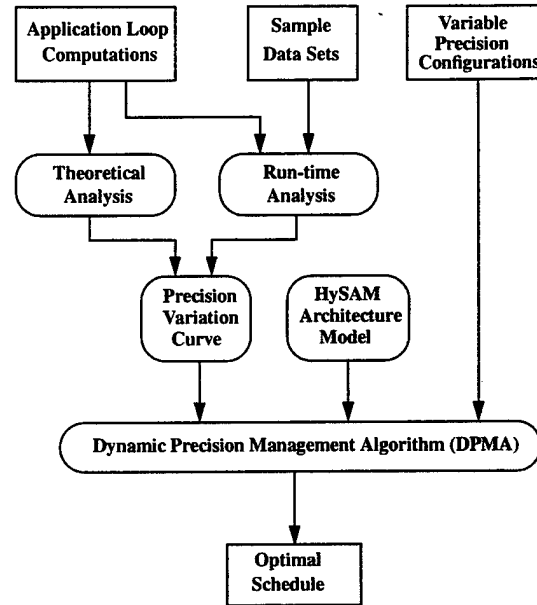 Application Loop
Computations
Sample
Data Sets
Variable
Precision
Configurations
Theoretical
Analysis
Run-time
Analysis
Precision
Variation
Curve
HySAM
Architecture
Model
Dynamic Precision Management Algorithm (DPMA)
Optimal
Schedule